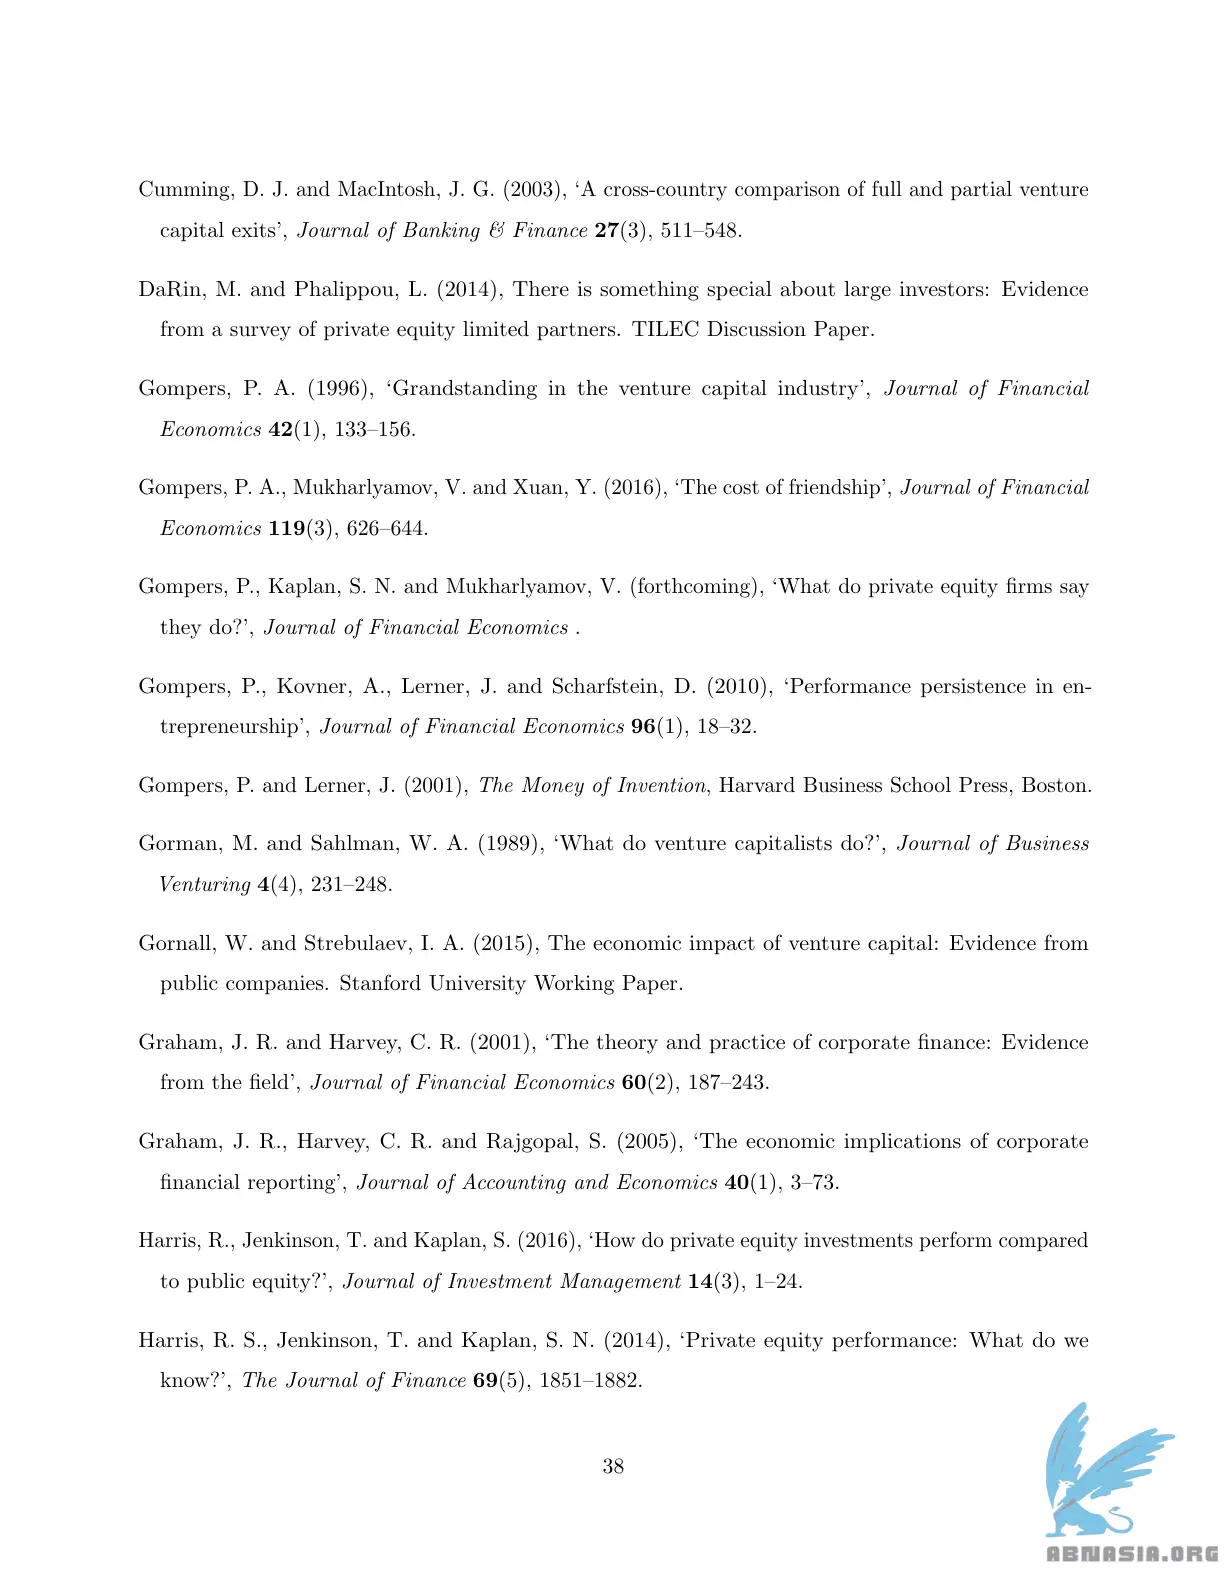 Cumming, D. J. and MacIntosh, J. G. (2003), ‘A cross-country comparison of full and partial venture
capital exits’, Journal of Banking & Finance 27(3), 511–548.
DaRin, M. and Phalippou, L. (2014), There is something special about large investors: Evidence
from a survey of private equity limited partners. TILEC Discussion Paper.
Gompers, P. A. (1996), ‘Grandstanding in the venture capital industry’, Journal of Financial
Economics 42(1), 133–156.
Gompers, P. A., Mukharlyamov, V. and Xuan, Y. (2016), ‘The cost of friendship’, Journal of Financial
Economics 119(3), 626–644.
Gompers, P., Kaplan, S. N. and Mukharlyamov, V. (forthcoming), ‘What do private equity firms say
they do?’, Journal of Financial Economics .
Gompers, P., Kovner, A., Lerner, J. and Scharfstein, D. (2010), ‘Performance persistence in en-
trepreneurship’, Journal of Financial Economics 96(1), 18–32.
Gompers, P. and Lerner, J. (2001), The Money of Invention, Harvard Business School Press, Boston.
Gorman, M. and Sahlman, W. A. (1989), ‘What do venture capitalists do?’, Journal of Business
Venturing 4(4), 231–248.
Gornall, W. and Strebulaev, I. A. (2015), The economic impact of venture capital: Evidence from
public companies. Stanford University Working Paper.
Graham, J. R. and Harvey, C. R. (2001), ‘The theory and practice of corporate finance: Evidence
from the field’, Journal of Financial Economics 60(2), 187–243.
Graham, J. R., Harvey, C. R. and Rajgopal, S. (2005), ‘The economic implications of corporate
financial reporting’, Journal of Accounting and Economics 40(1), 3–73.
Harris, R., Jenkinson, T. and Kaplan, S. (2016), ‘How do private equity investments perform compared
to public equity?’, Journal of Investment Management 14(3), 1–24.
Harris, R. S., Jenkinson, T. and Kaplan, S. N. (2014), ‘Private equity performance: What do we
know?’, The Journal of Finance 69(5), 1851–1882.
38
ABNASIA.ORG